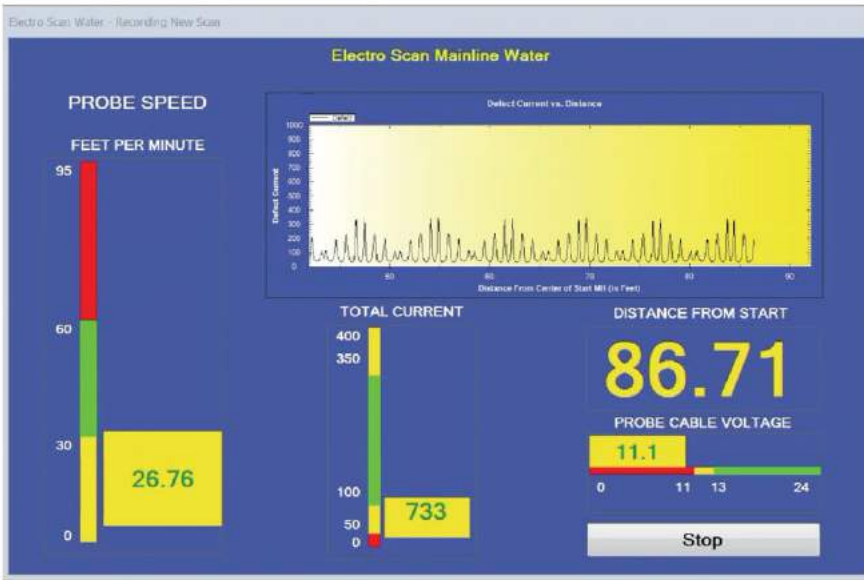 Electro Scan Water - Recording New Scan
Electro Scan Mainline Water
PROBE SPEED
FEET PER MINUTE
95
60
30
0
26.76
Defect Current vs. Distance
Defect Current
1000
900
800
700
600
500
400
300
200
100
0
50 60 70 80 90
Distance From Center of Start MH (in Feet)
TOTAL CURRENT
400
350
100
50
0
733
DISTANCE FROM START
86.71
PROBE CABLE VOLTAGE
11.1
0 11 13 24
Stop